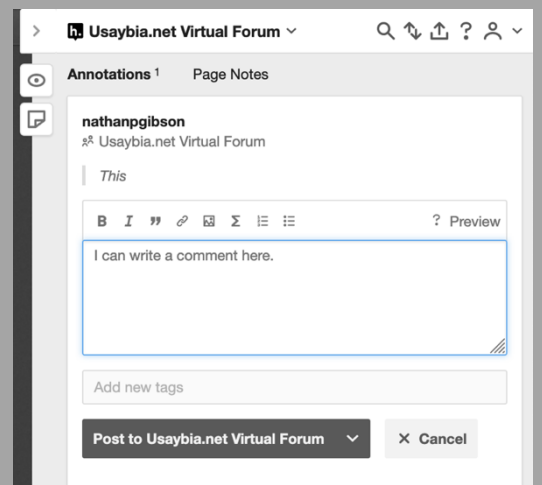 h. Usaybia.net Virtual Forum ?
Annotations 1 Page Notes
nathanpgibson
Usaybia.net Virtual Forum
This
B I " Σ ? Preview
I can write a comment here.
Add new tags
Post to Usaybia.net Virtual Forum × Cancel